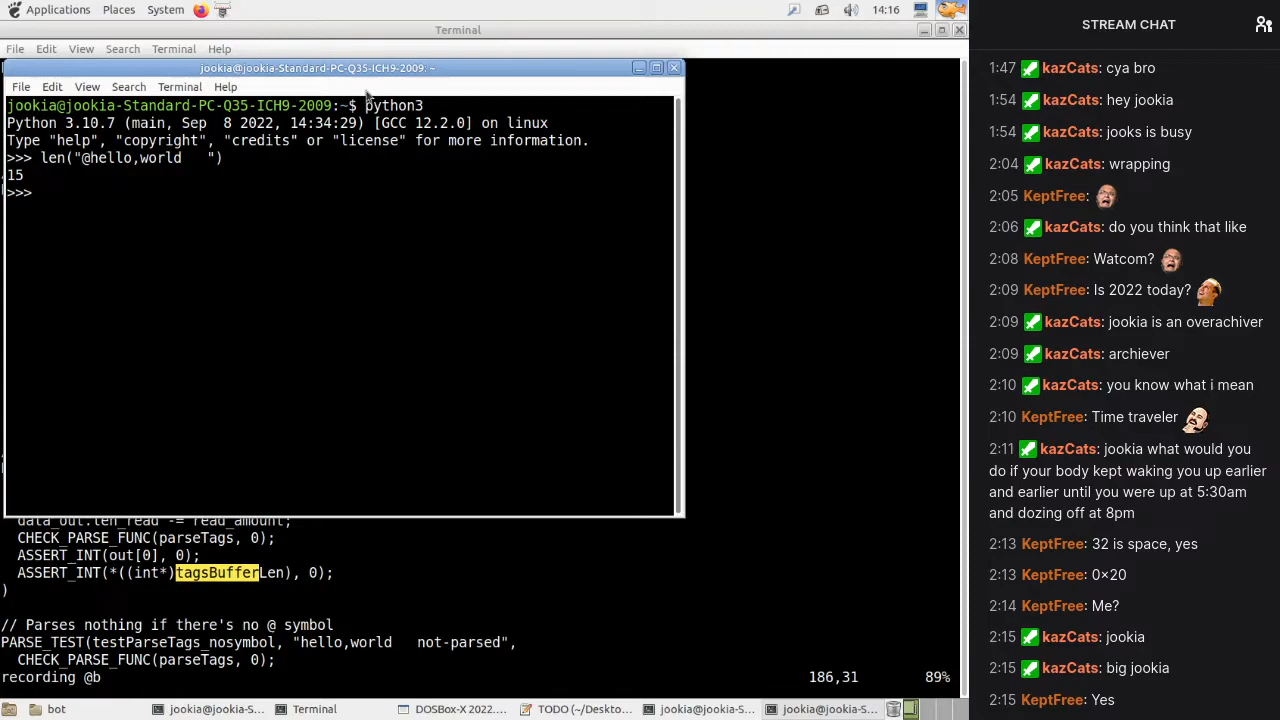 Applications Places System 14:16
Terminal
File Edit View Search Terminal Help
jookia@jookia-Standard-PC-Q35-ICH9-2009: ~
File Edit View Search Terminal Help
jookia@jookia-Standard-PC-Q35-ICH9-2009:~$ python3
Python 3.10.7 (main, Sep  8 2022, 14:34:29) [GCC 12.2.0] on linux
Type "help", "copyright", "credits" or "license" for more information.
>>> len("@hello,world   ")
15
>>>
data_out.len_read -= read_amount;
CHECK_PARSE_FUNC(parseTags, 0);
ASSERT_INT(out[0], 0);
ASSERT_INT(*((int*)tagsBufferLen), 0);
)
// Parses nothing if there's no @ symbol
PARSE_TEST(testParseTags_nosymbol, "hello,world   not-parsed",
CHECK_PARSE_FUNC(parseTags, 0);
recording @b 186,31 89%
bot jookia@jookia-S... Terminal DOSBox-X 2022.... TODO (~/Deskto... jookia@jookia-S... jookia@jookia-S...
STREAM CHAT
1:47 kazCats: cya bro
1:54 kazCats: hey jookia
1:54 kazCats: jooks is busy
2:04 kazCats: wrapping
2:05 KeptFree:
2:06 kazCats: do you think that like
2:08 KeptFree: Watcom?
2:09 KeptFree: Is 2022 today?
2:09 kazCats: jookia is an overachiver
2:09 kazCats: archiever
2:10 kazCats: you know what i mean
2:10 KeptFree: Time traveler
2:11 kazCats: jookia what would you
do if your body kept waking you up earlier
and earlier until you were up at 5:30am
and dozing off at 8pm
2:13 KeptFree: 32 is space, yes
2:13 KeptFree: 0×20
2:14 KeptFree: Me?
2:15 kazCats: jookia
2:15 kazCats: big jookia
2:15 KeptFree: Yes